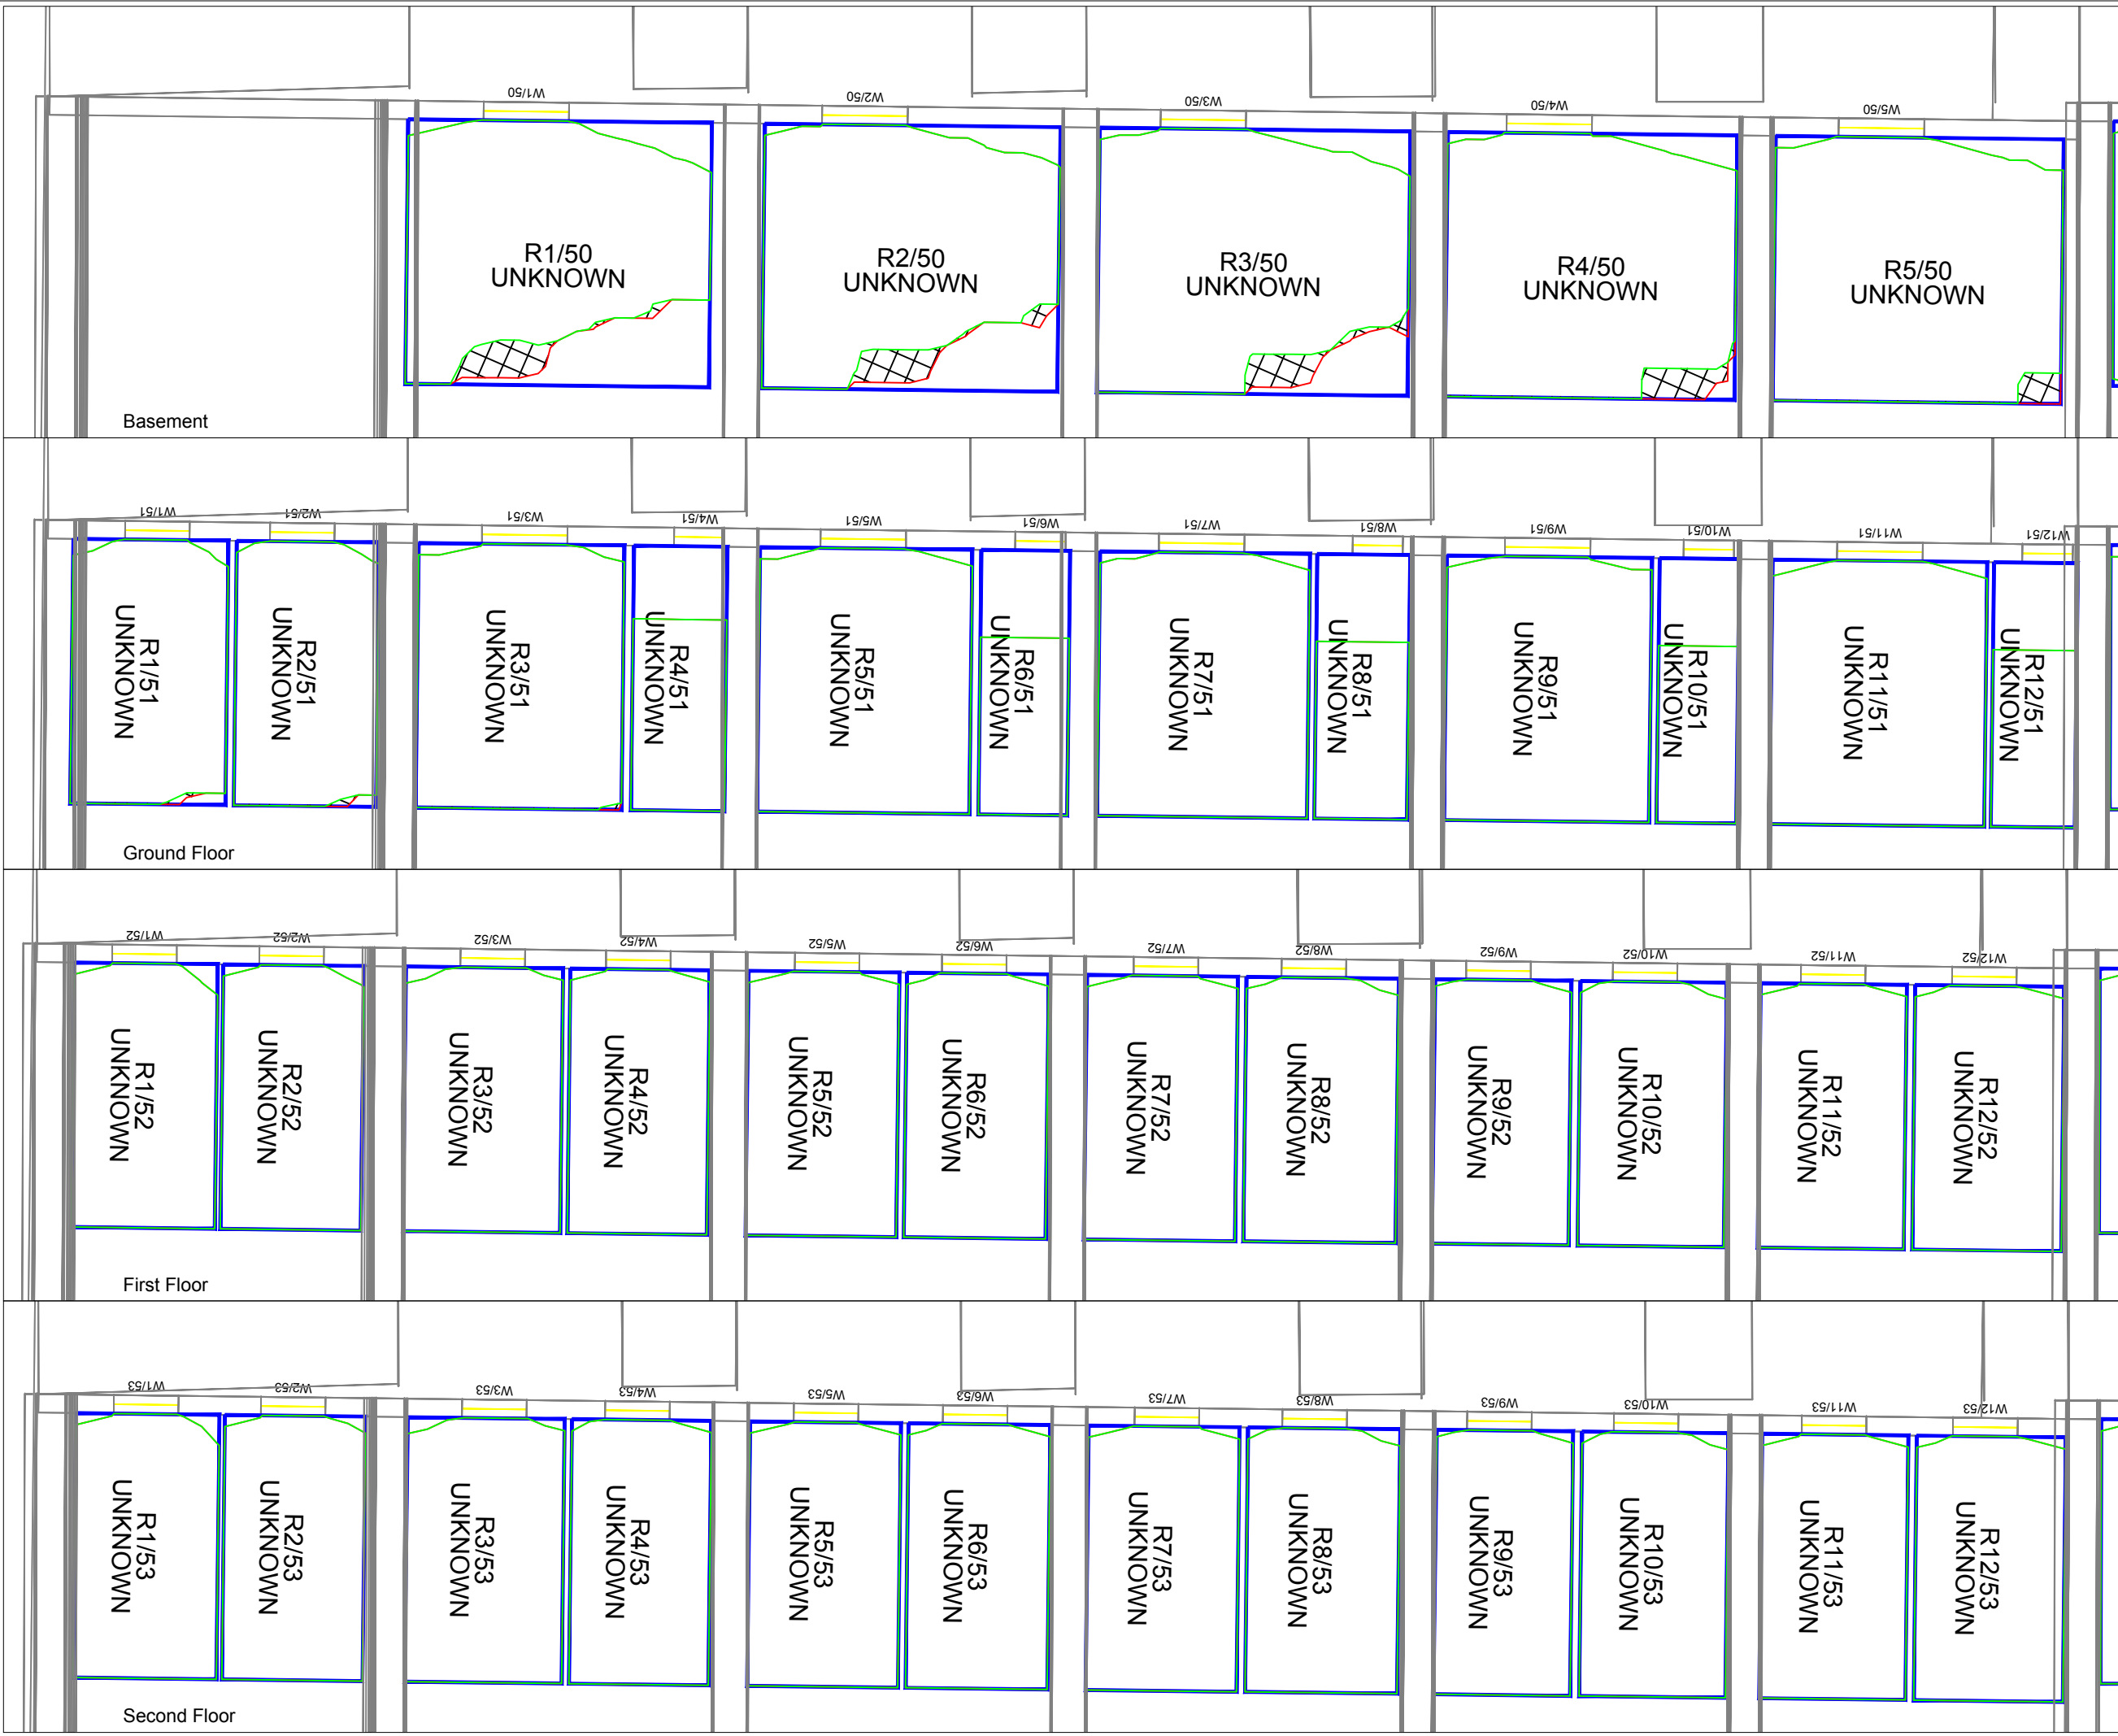 W1/50
W2/50
W3/50
W4/50
W5/50
R1/50
UNKNOWN
R2/50
UNKNOWN
R3/50
UNKNOWN
R4/50
UNKNOWN
R5/50
UNKNOWN
Basement
W1/51
W2/51
W3/51
W4/51
W5/51
W6/51
W7/51
W8/51
W9/51
W10/51
W11/51
W12/51
R1/51
UNKNOWN
R2/51
UNKNOWN
R3/51
UNKNOWN
R4/51
UNKNOWN
R5/51
UNKNOWN
R6/51
UNKNOWN
R7/51
UNKNOWN
R8/51
UNKNOWN
R9/51
UNKNOWN
R10/51
UNKNOWN
R11/51
UNKNOWN
R12/51
UNKNOWN
Ground Floor
W1/52
W2/52
W3/52
W4/52
W5/52
W6/52
W7/52
W8/52
W9/52
W10/52
W11/52
W12/52
R1/52
UNKNOWN
R2/52
UNKNOWN
R3/52
UNKNOWN
R4/52
UNKNOWN
R5/52
UNKNOWN
R6/52
UNKNOWN
R7/52
UNKNOWN
R8/52
UNKNOWN
R9/52
UNKNOWN
R10/52
UNKNOWN
R11/52
UNKNOWN
R12/52
UNKNOWN
First Floor
W1/53
W2/53
W3/53
W4/53
W5/53
W6/53
W7/53
W8/53
W9/53
W10/53
W11/53
W12/53
R1/53
UNKNOWN
R2/53
UNKNOWN
R3/53
UNKNOWN
R4/53
UNKNOWN
R5/53
UNKNOWN
R6/53
UNKNOWN
R7/53
UNKNOWN
R8/53
UNKNOWN
R9/53
UNKNOWN
R10/53
UNKNOWN
R11/53
UNKNOWN
R12/53
UNKNOWN
Second Floor